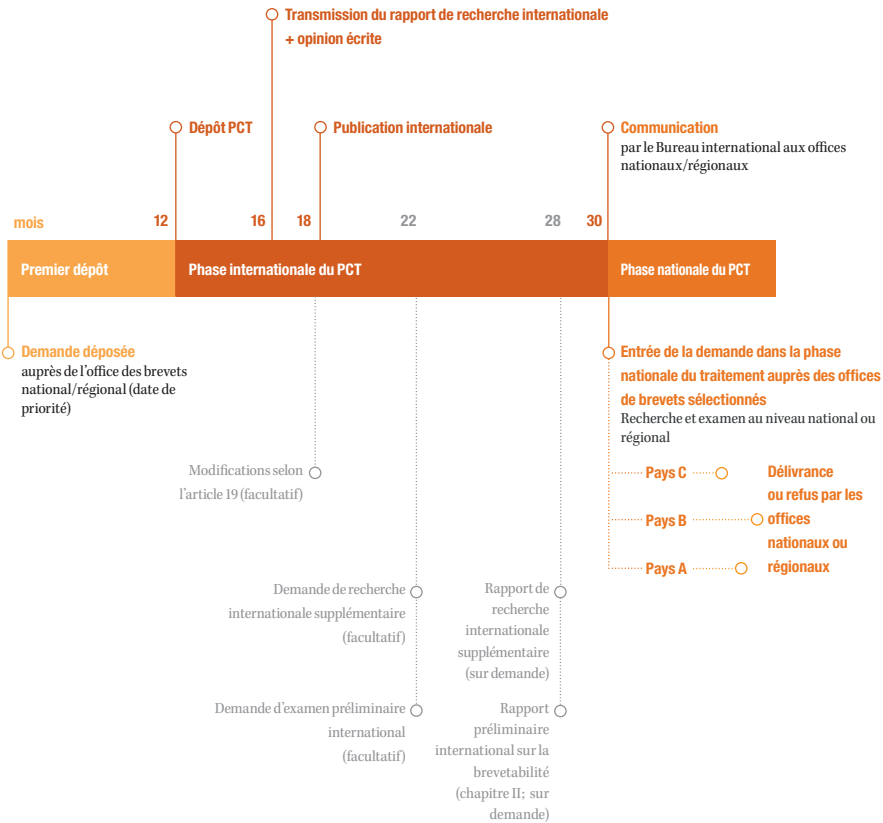 Transmission du rapport de recherche internationale
+ opinion écrite
Dépôt PCT
Publication internationale
Communication
par le Bureau international aux offices
nationaux/régionaux
mois
12
16
18
22
28
30
Premier dépôt
Phase internationale du PCT
Phase nationale du PCT
Demande déposée
auprès de l'office des brevets
national/régional (date de
priorité)
Entrée de la demande dans la phase
nationale du traitement auprès des offices
de brevets sélectionnés
Recherche et examen au niveau national ou
régional
Modifications selon
l'article 19 (facultatif)
Pays C
Pays B
Pays A
Délivrance
ou refus par les
offices
nationaux ou
régionaux
Demande de recherche
internationale supplémentaire
(facultatif)
Rapport de
recherche
internationale
supplémentaire
(sur demande)
Demande d'examen préliminaire
international
(facultatif)
Rapport
préliminaire
international sur la
brevetabilité
(chapitre II; sur
demande)